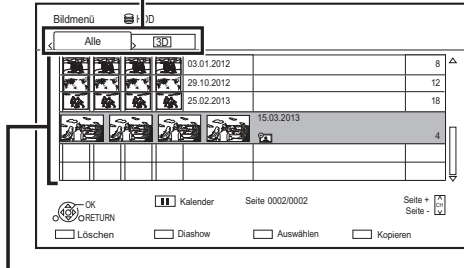 Bildmenü HDD
Alle 3D
03.01.2012 8
29.10.2012 12
25.02.2013 18
15.03.2013
4
OK
RETURN
Kalender Seite 0002/0002
Seite +
CH
Seite -
Löschen Diashow Auswählen Kopieren